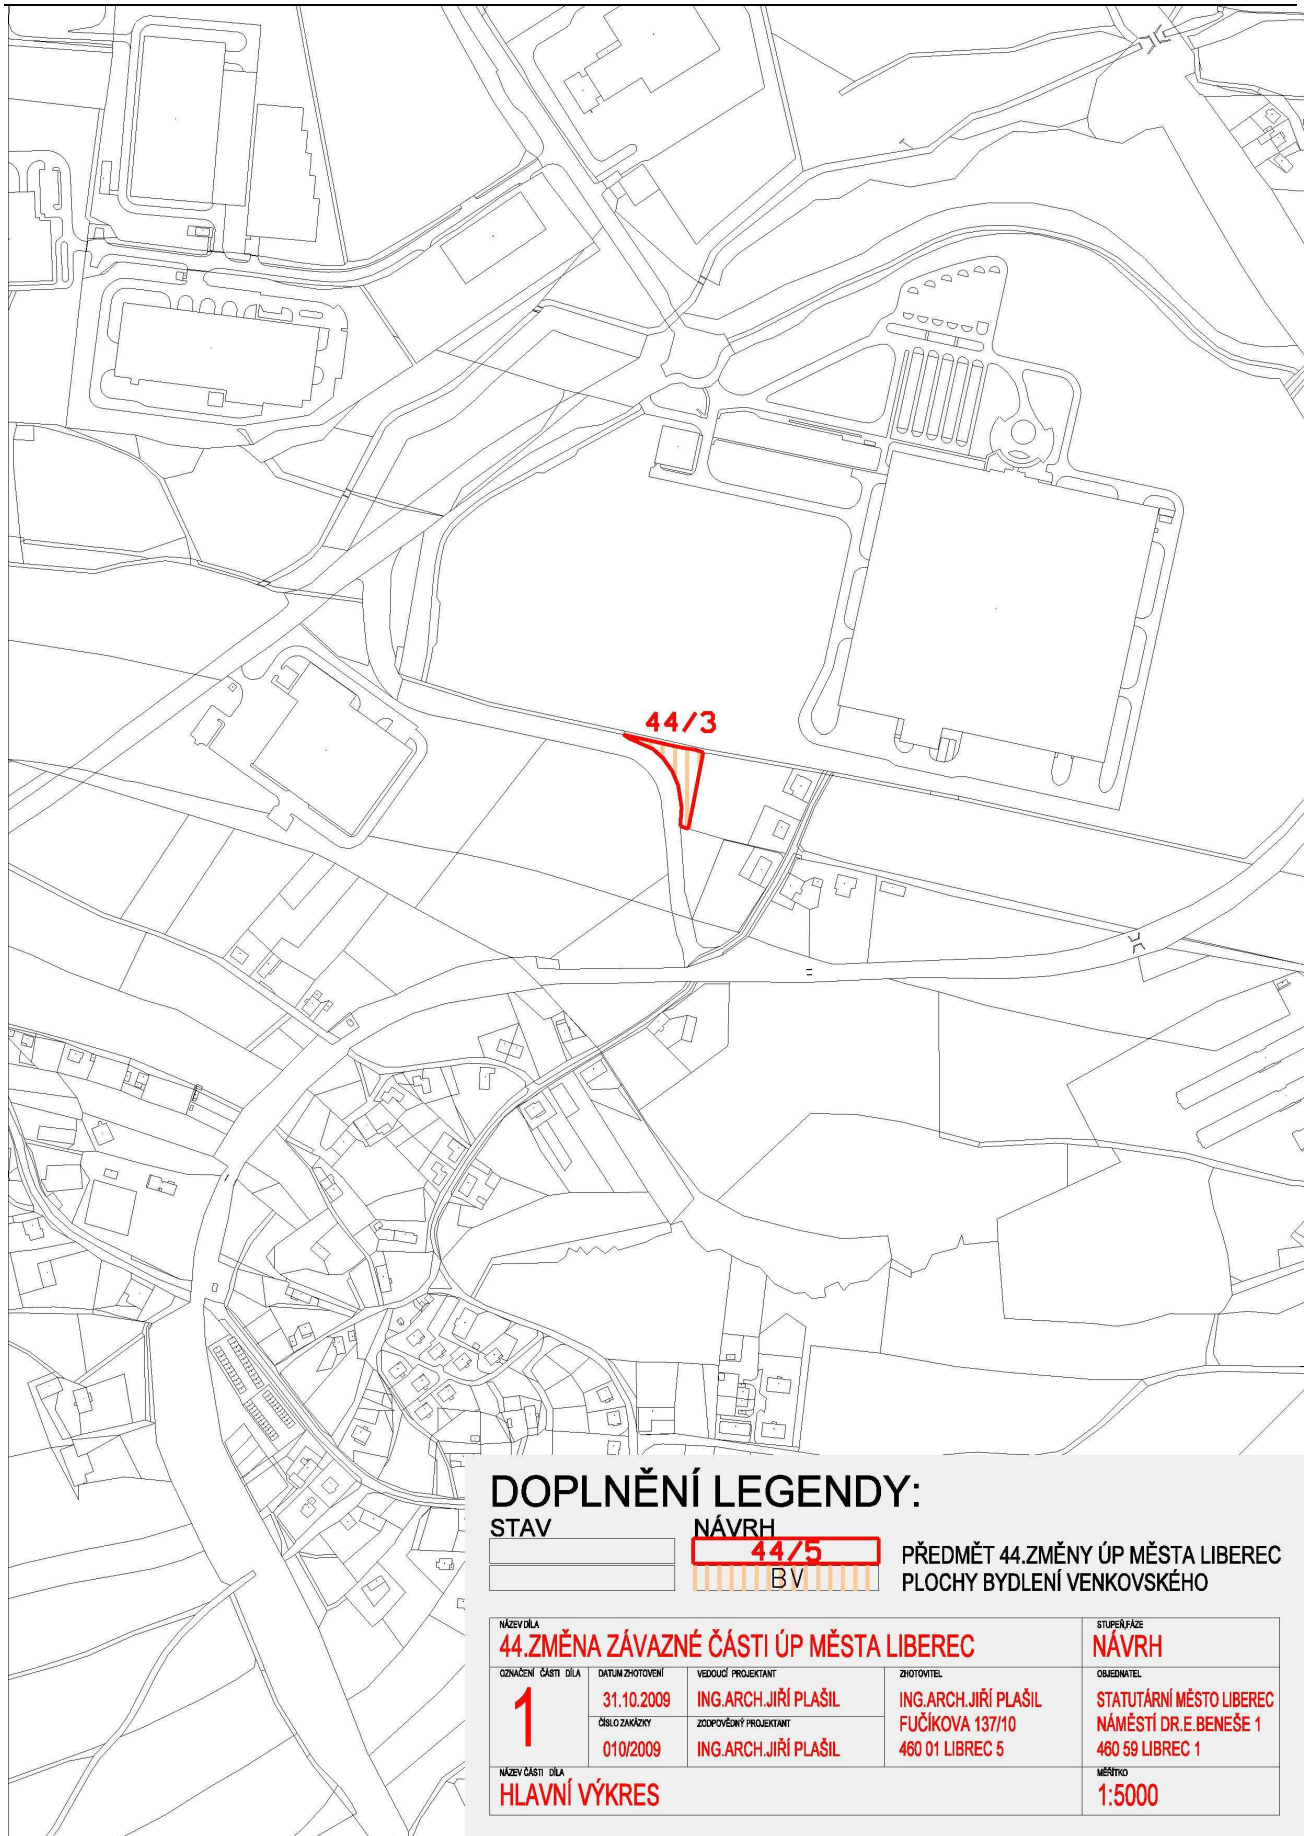 44/3
DOPLNĚNÍ LEGENDY:
STAV NÁVRH
44/5
BV
PŘEDMĚT 44.ZMĚNY ÚP MĚSTA LIBEREC
PLOCHY BYDLENÍ VENKOVSKÉHO
NÁZEV DÍLA
44.ZMĚNA ZÁVAZNÉ ČÁSTI ÚP MĚSTA LIBEREC
STUPEŇ,FÁZE
NÁVRH
OZNAČENÍ ČÁSTI DÍLA
1
DATUM ZHOTOVENÍ
31.10.2009
ČÍSLO ZAKÁZKY
010/2009
VEDOUCÍ PROJEKTANT
ING.ARCH.JIŘÍ PLAŠIL
ZODPOVĚDNÝ PROJEKTANT
ING.ARCH.JIŘÍ PLAŠIL
ZHOTOVITEL
ING.ARCH.JIŘÍ PLAŠIL
FUČÍKOVA 137/10
460 01 LIBREC 5
OBJEDNATEL
STATUTÁRNÍ MĚSTO LIBEREC
NÁMĚSTÍ DR.E.BENEŠE 1
460 59 LIBREC 1
NÁZEV ČÁSTI DÍLA
HLAVNÍ VÝKRES
MĚŘÍTKO
1:5000